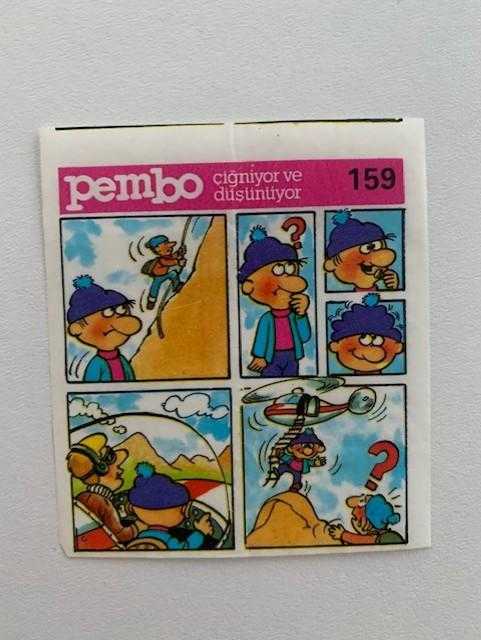 pembo
çiğniyor ve
düşünüyor
159
?
?